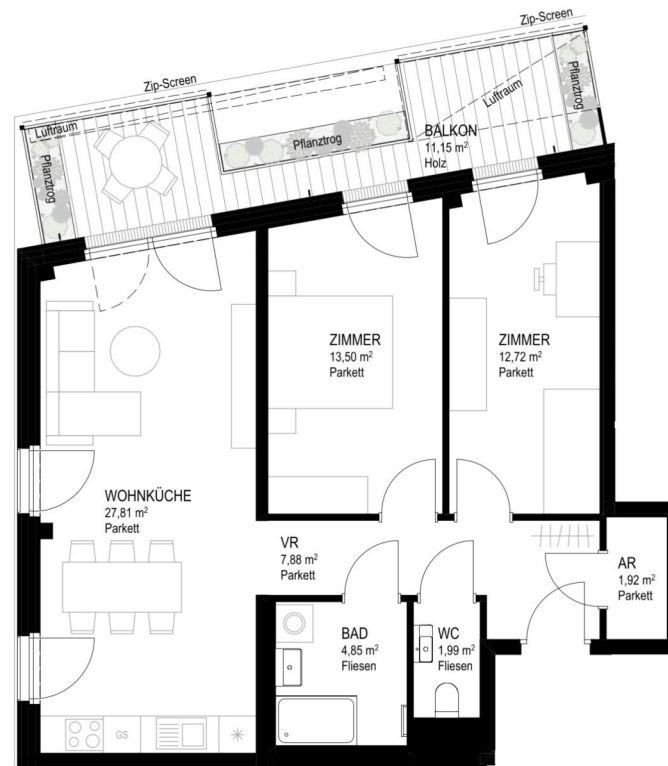 Zip-Screen
Zip-Screen
Luftraum
Pflanztrog
Pflanztrog
Luftraum
Pflanztrog
BALKON
11,15 m²
Holz
ZIMMER
13,50 m²
Parkett
ZIMMER
12,72 m²
Parkett
WOHNKÜCHE
27,81 m²
Parkett
VR
7,88 m²
Parkett
AR
1,92 m²
Parkett
BAD
4,85 m²
Fliesen
WC
1,99 m²
Fliesen
GS